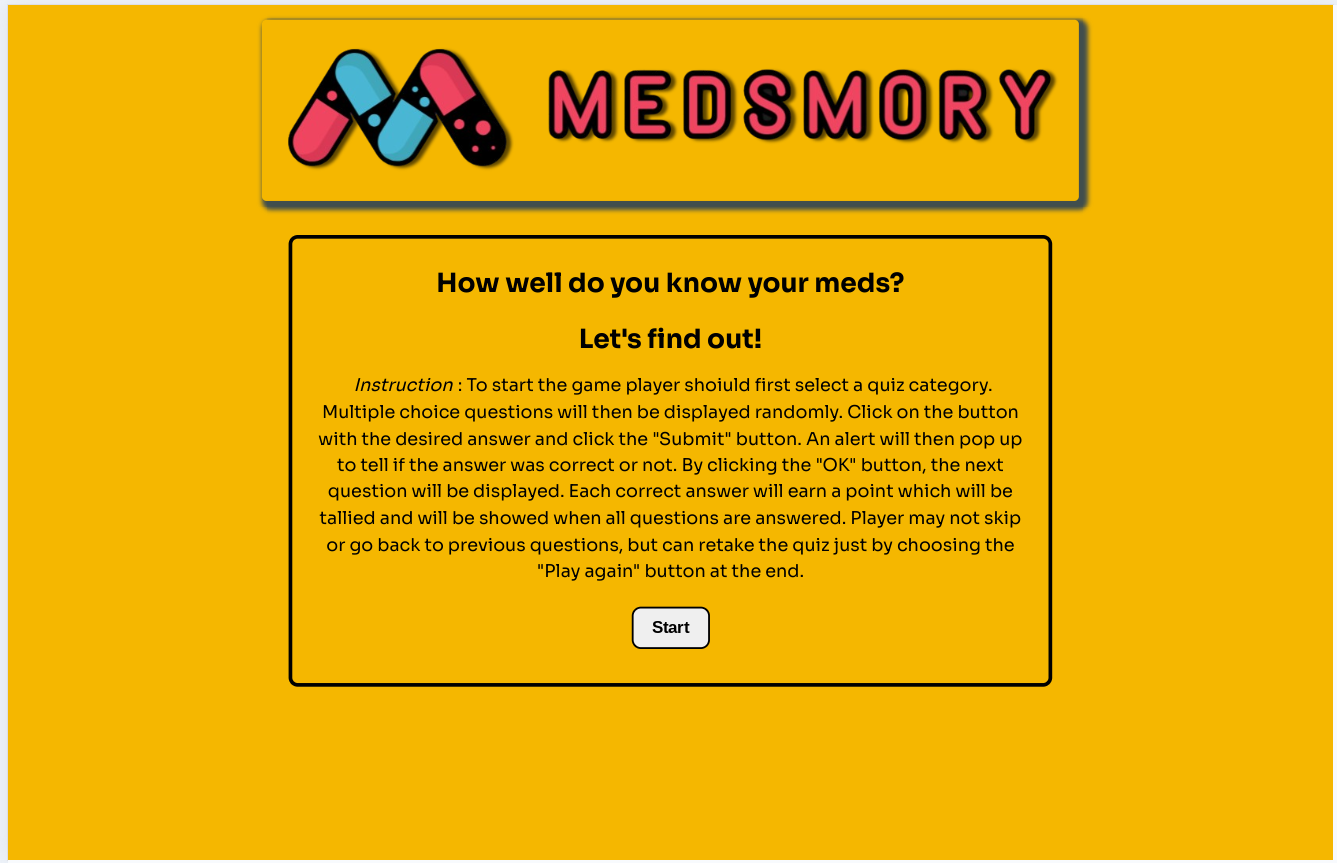 MEDSMORY
How well do you know your meds?
Let's find out!
Instruction : To start the game player shoiuld first select a quiz category.
Multiple choice questions will then be displayed randomly. Click on the button
with the desired answer and click the "Submit" button. An alert will then pop up
to tell if the answer was correct or not. By clicking the "OK" button, the next
question will be displayed. Each correct answer will earn a point which will be
tallied and will be showed when all questions are answered. Player may not skip
or go back to previous questions, but can retake the quiz just by choosing the
"Play again" button at the end.
Start